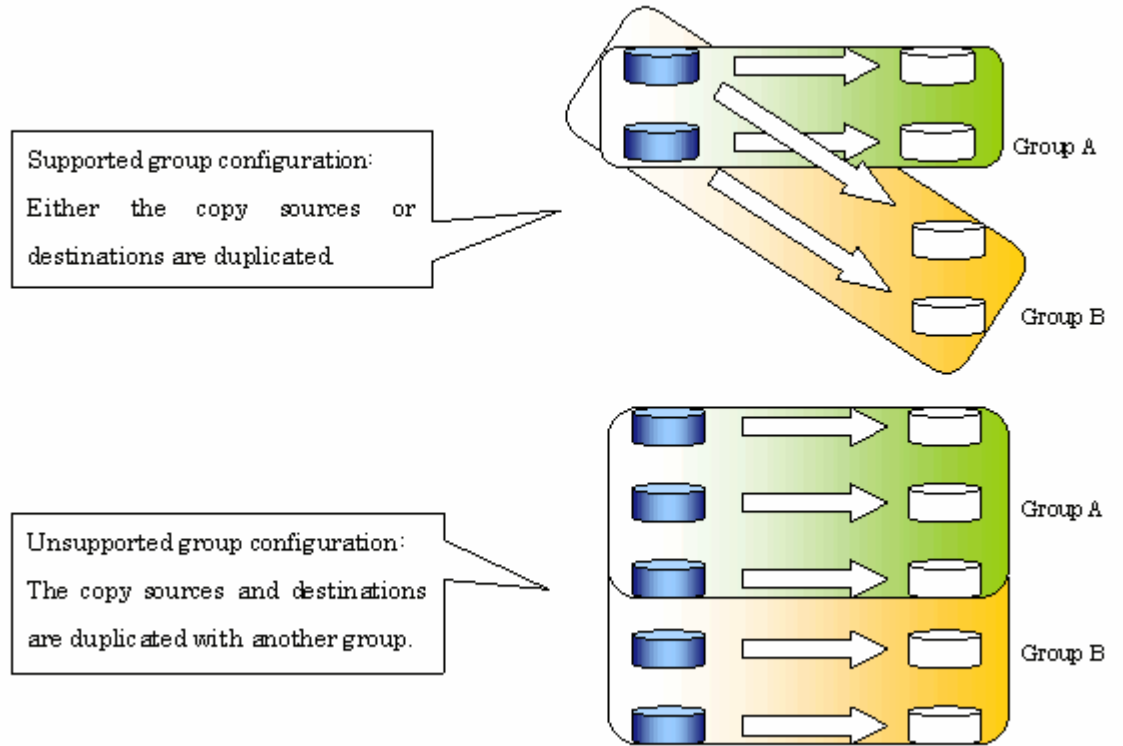 Group A
Supported group configuration:
Either the copy sources or
destinations are duplicated.
Group B
Group A
Unsupported group configuration:
The copy sources and destinations
are duplicated with another group.
Group B